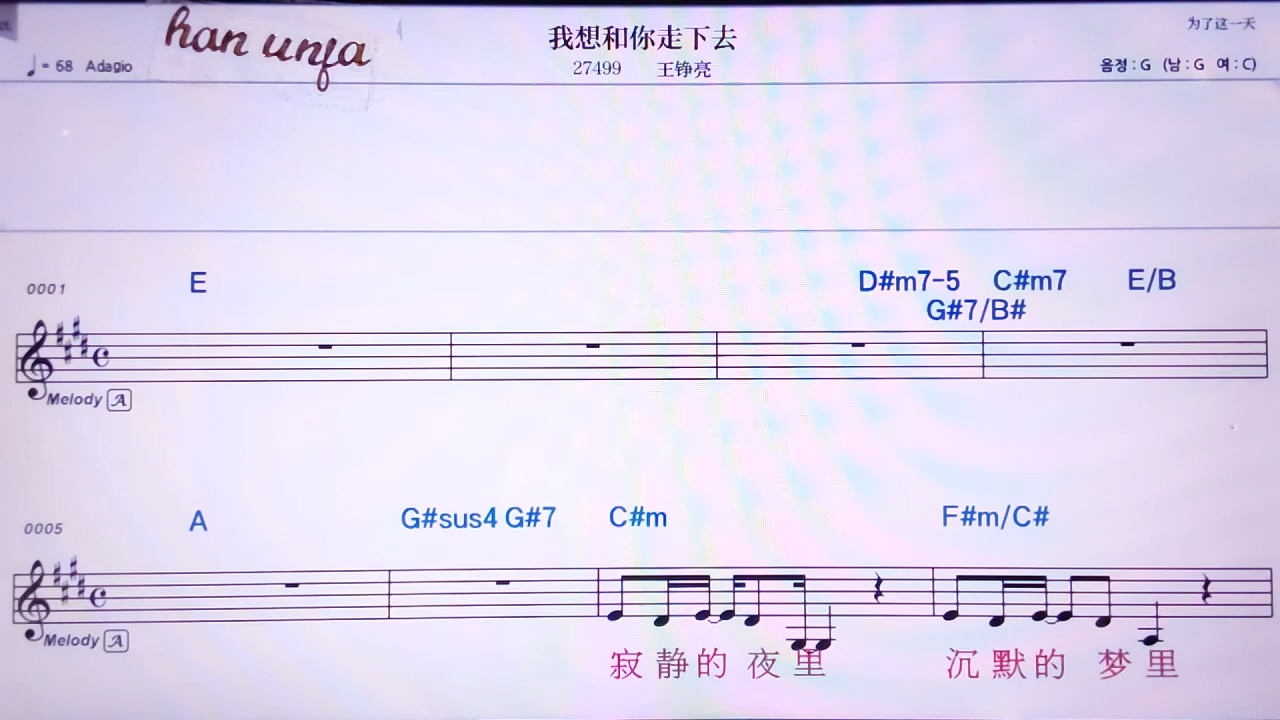 han unfa
我想和你走下去
为了这一天
♩= 68 Adagio
27499 王铮亮
음정 : G (남 : G 여 : C)
0001 E D#m7-5 C#m7 E/B
G#7/B#
Melody A
0005 A G#sus4 G#7 C#m F#m/C#
Melody A
寂静的夜里 沉默的梦里